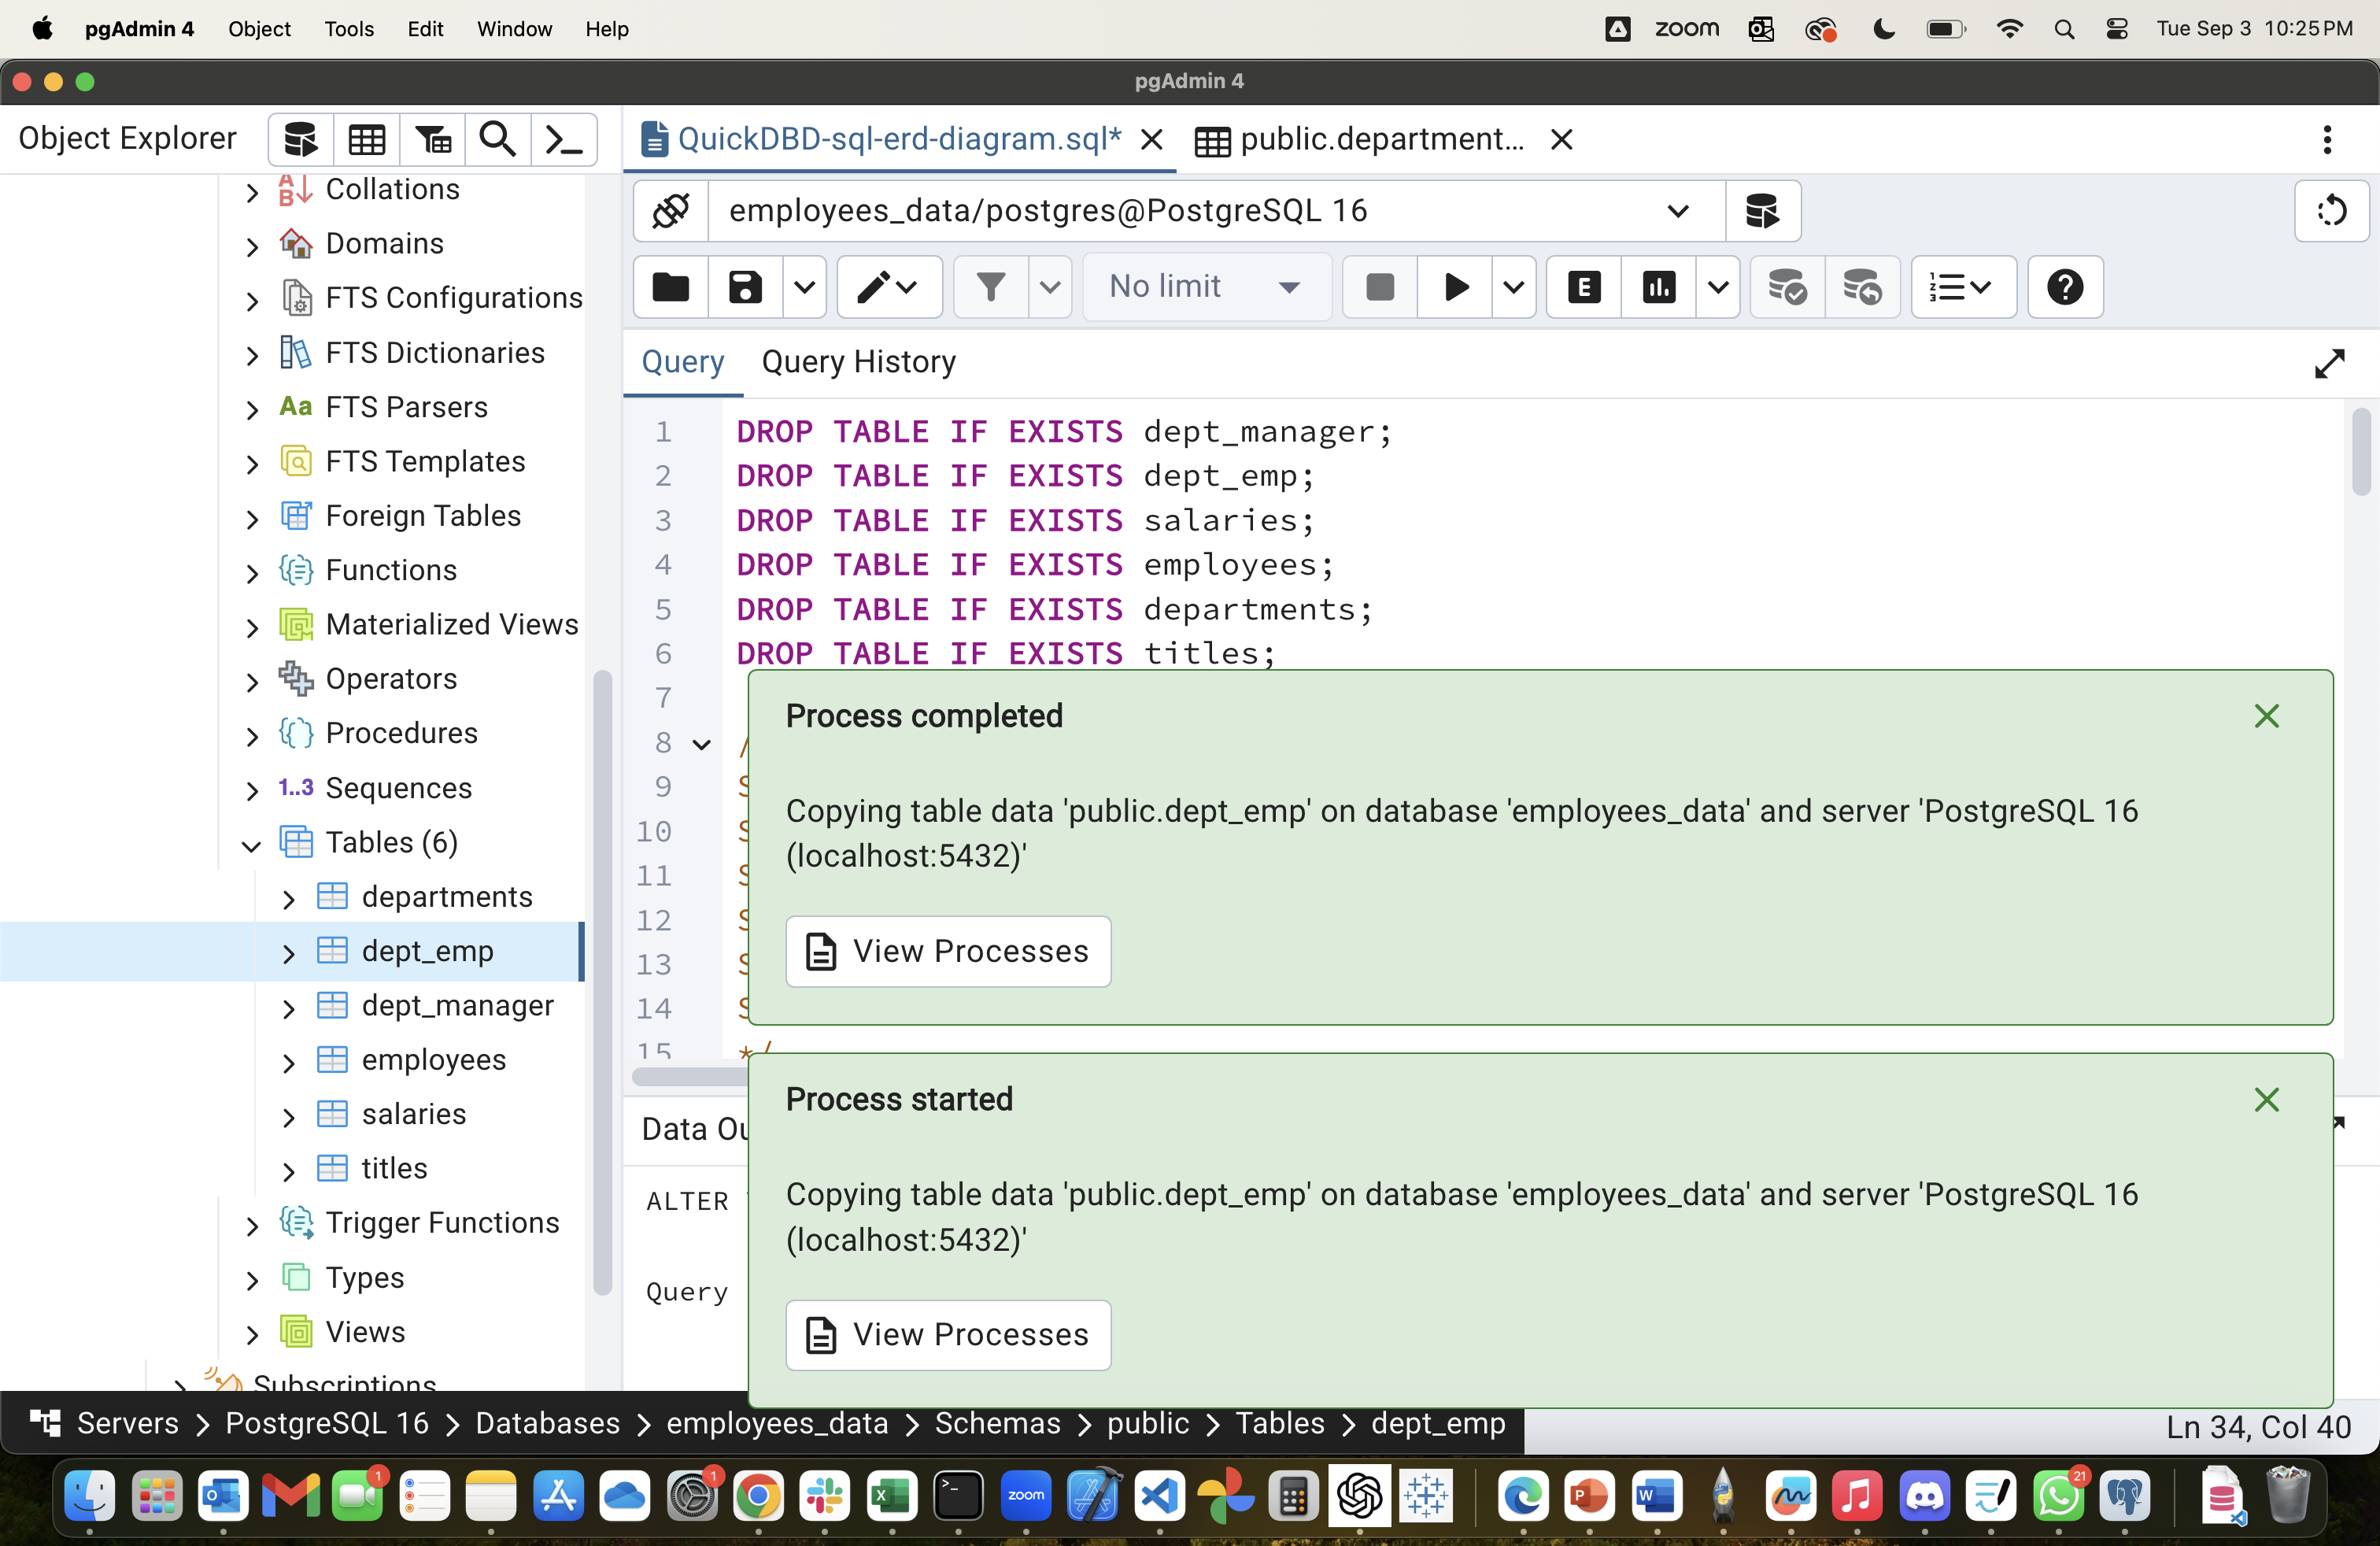 pgAdmin 4 Object Tools Edit Window Help zoom Tue Sep 3 10:25 PM
pgAdmin 4
Object Explorer
QuickDBD-sql-erd-diagram.sql*
public.department...
employees_data/postgres@PostgreSQL 16
No limit
E
Query Query History
Collations
Domains
FTS Configurations
FTS Dictionaries
Aa FTS Parsers
FTS Templates
Foreign Tables
Functions
Materialized Views
Operators
Procedures
1..3 Sequences
Tables (6)
departments
dept_emp
dept_manager
employees
salaries
titles
Trigger Functions
Types
Views
Subscriptions
1 DROP TABLE IF EXISTS dept_manager;
2 DROP TABLE IF EXISTS dept_emp;
3 DROP TABLE IF EXISTS salaries;
4 DROP TABLE IF EXISTS employees;
5 DROP TABLE IF EXISTS departments;
6 DROP TABLE IF EXISTS titles;
7
8 /
9 S
10 S
11 S
12 S
13 S
14 S
15 */
Process completed
Copying table data 'public.dept_emp' on database 'employees_data' and server 'PostgreSQL 16
(localhost:5432)'
View Processes
Process started
Copying table data 'public.dept_emp' on database 'employees_data' and server 'PostgreSQL 16
(localhost:5432)'
View Processes
Data Ou
ALTER
Query
Servers > PostgreSQL 16 > Databases > employees_data > Schemas > public > Tables > dept_emp
Ln 34, Col 40
1
1
zoom
21